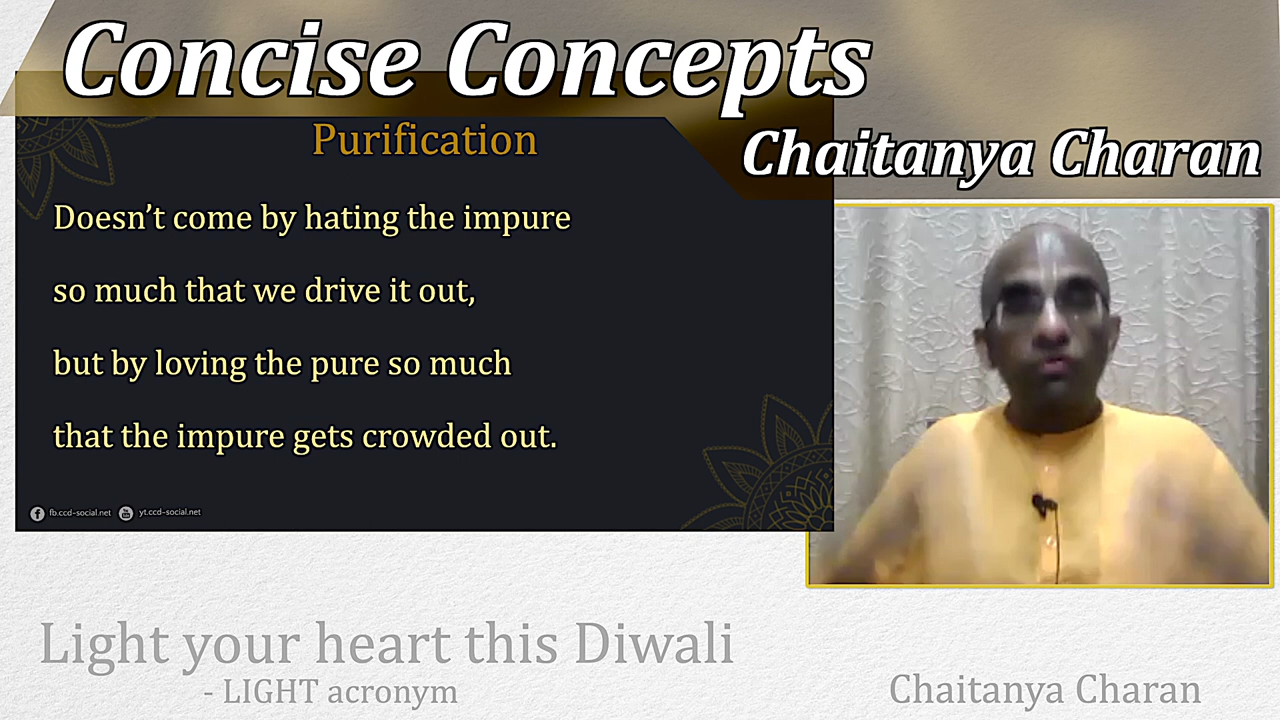 Concise Concepts
Chaitanya Charan
Purification
Doesn’t come by hating the impure
so much that we drive it out,
but by loving the pure so much
that the impure gets crowded out.
fb.ccd-social.net yt.ccd-social.net
Light your heart this Diwali
- LIGHT acronym
Chaitanya Charan